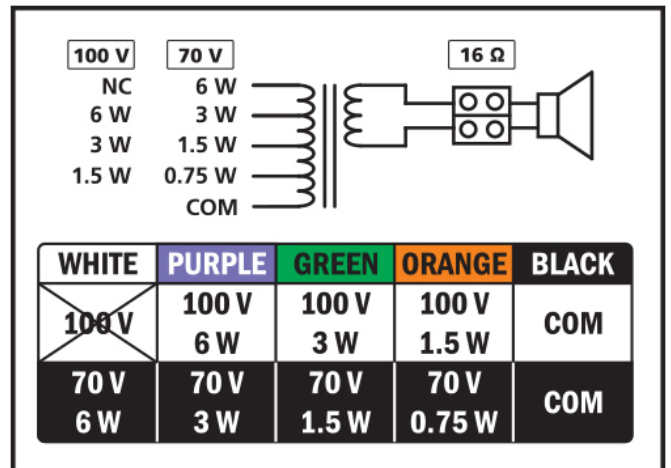 100 V 70 V 16 Ω
NC 6 W
6 W 3 W
3 W 1.5 W
1.5 W 0.75 W
COM
WHITE PURPLE GREEN ORANGE BLACK
100 V 100 V 100 V 100 V COM
6 W 3 W 1.5 W
70 V 70 V 70 V 70 V COM
6 W 3 W 1.5 W 0.75 W